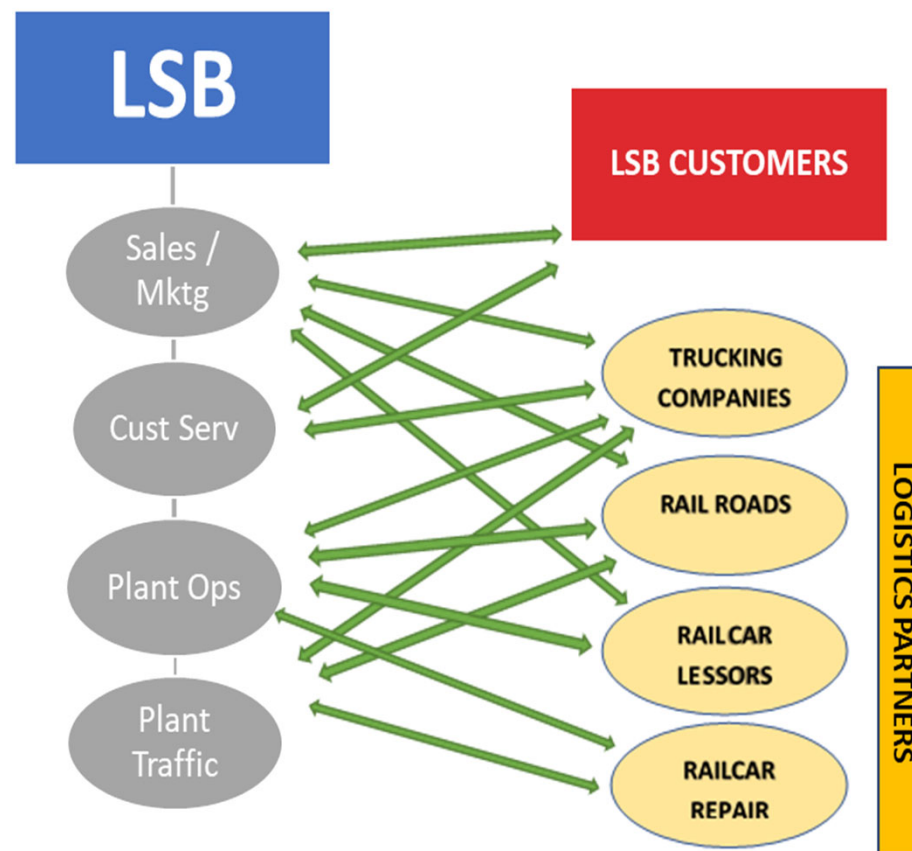 LSB
LSB CUSTOMERS
Sales /
Mktg
Cust Serv
Plant Ops
Plant
Traffic
TRUCKING
COMPANIES
RAIL ROADS
RAILCAR
LESSORS
RAILCAR
REPAIR
LOGISTICS PARTNERS